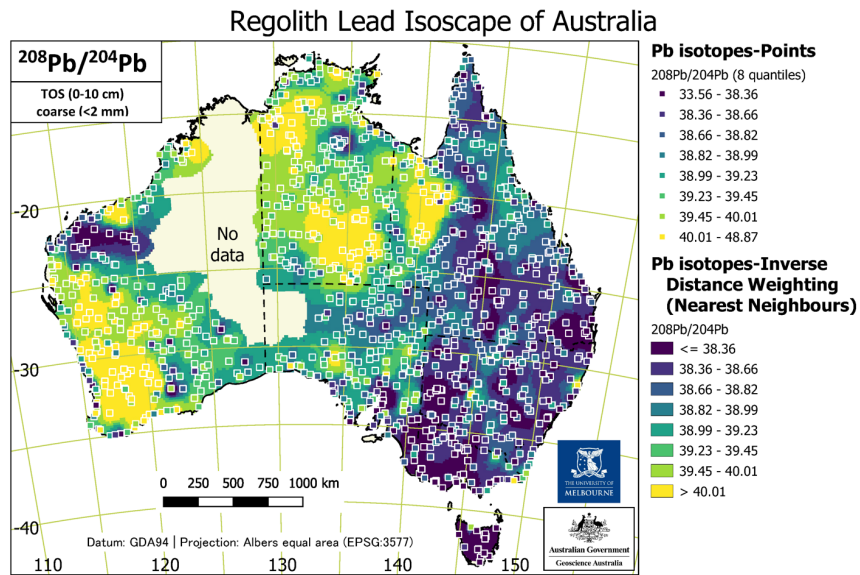 Regolith Lead Isoscape of Australia
208Pb/204Pb
TOS (0-10 cm)
coarse (<2 mm)
No
data
-20
-30
-40
110
120
130
140
150
0 250 500 750 1000 km
Datum: GDA94 | Projection: Albers equal area (EPSG:3577)
THE UNIVERSITY OF
MELBOURNE
Australian Government
Geoscience Australia
Pb isotopes-Points
208Pb/204Pb (8 quantiles)
33.56 - 38.36
38.36 - 38.66
38.66 - 38.82
38.82 - 38.99
38.99 - 39.23
39.23 - 39.45
39.45 - 40.01
40.01 - 48.87
Pb isotopes-Inverse
Distance Weighting
(Nearest Neighbours)
208Pb/204Pb
<= 38.36
38.36 - 38.66
38.66 - 38.82
38.82 - 38.99
38.99 - 39.23
39.23 - 39.45
39.45 - 40.01
> 40.01